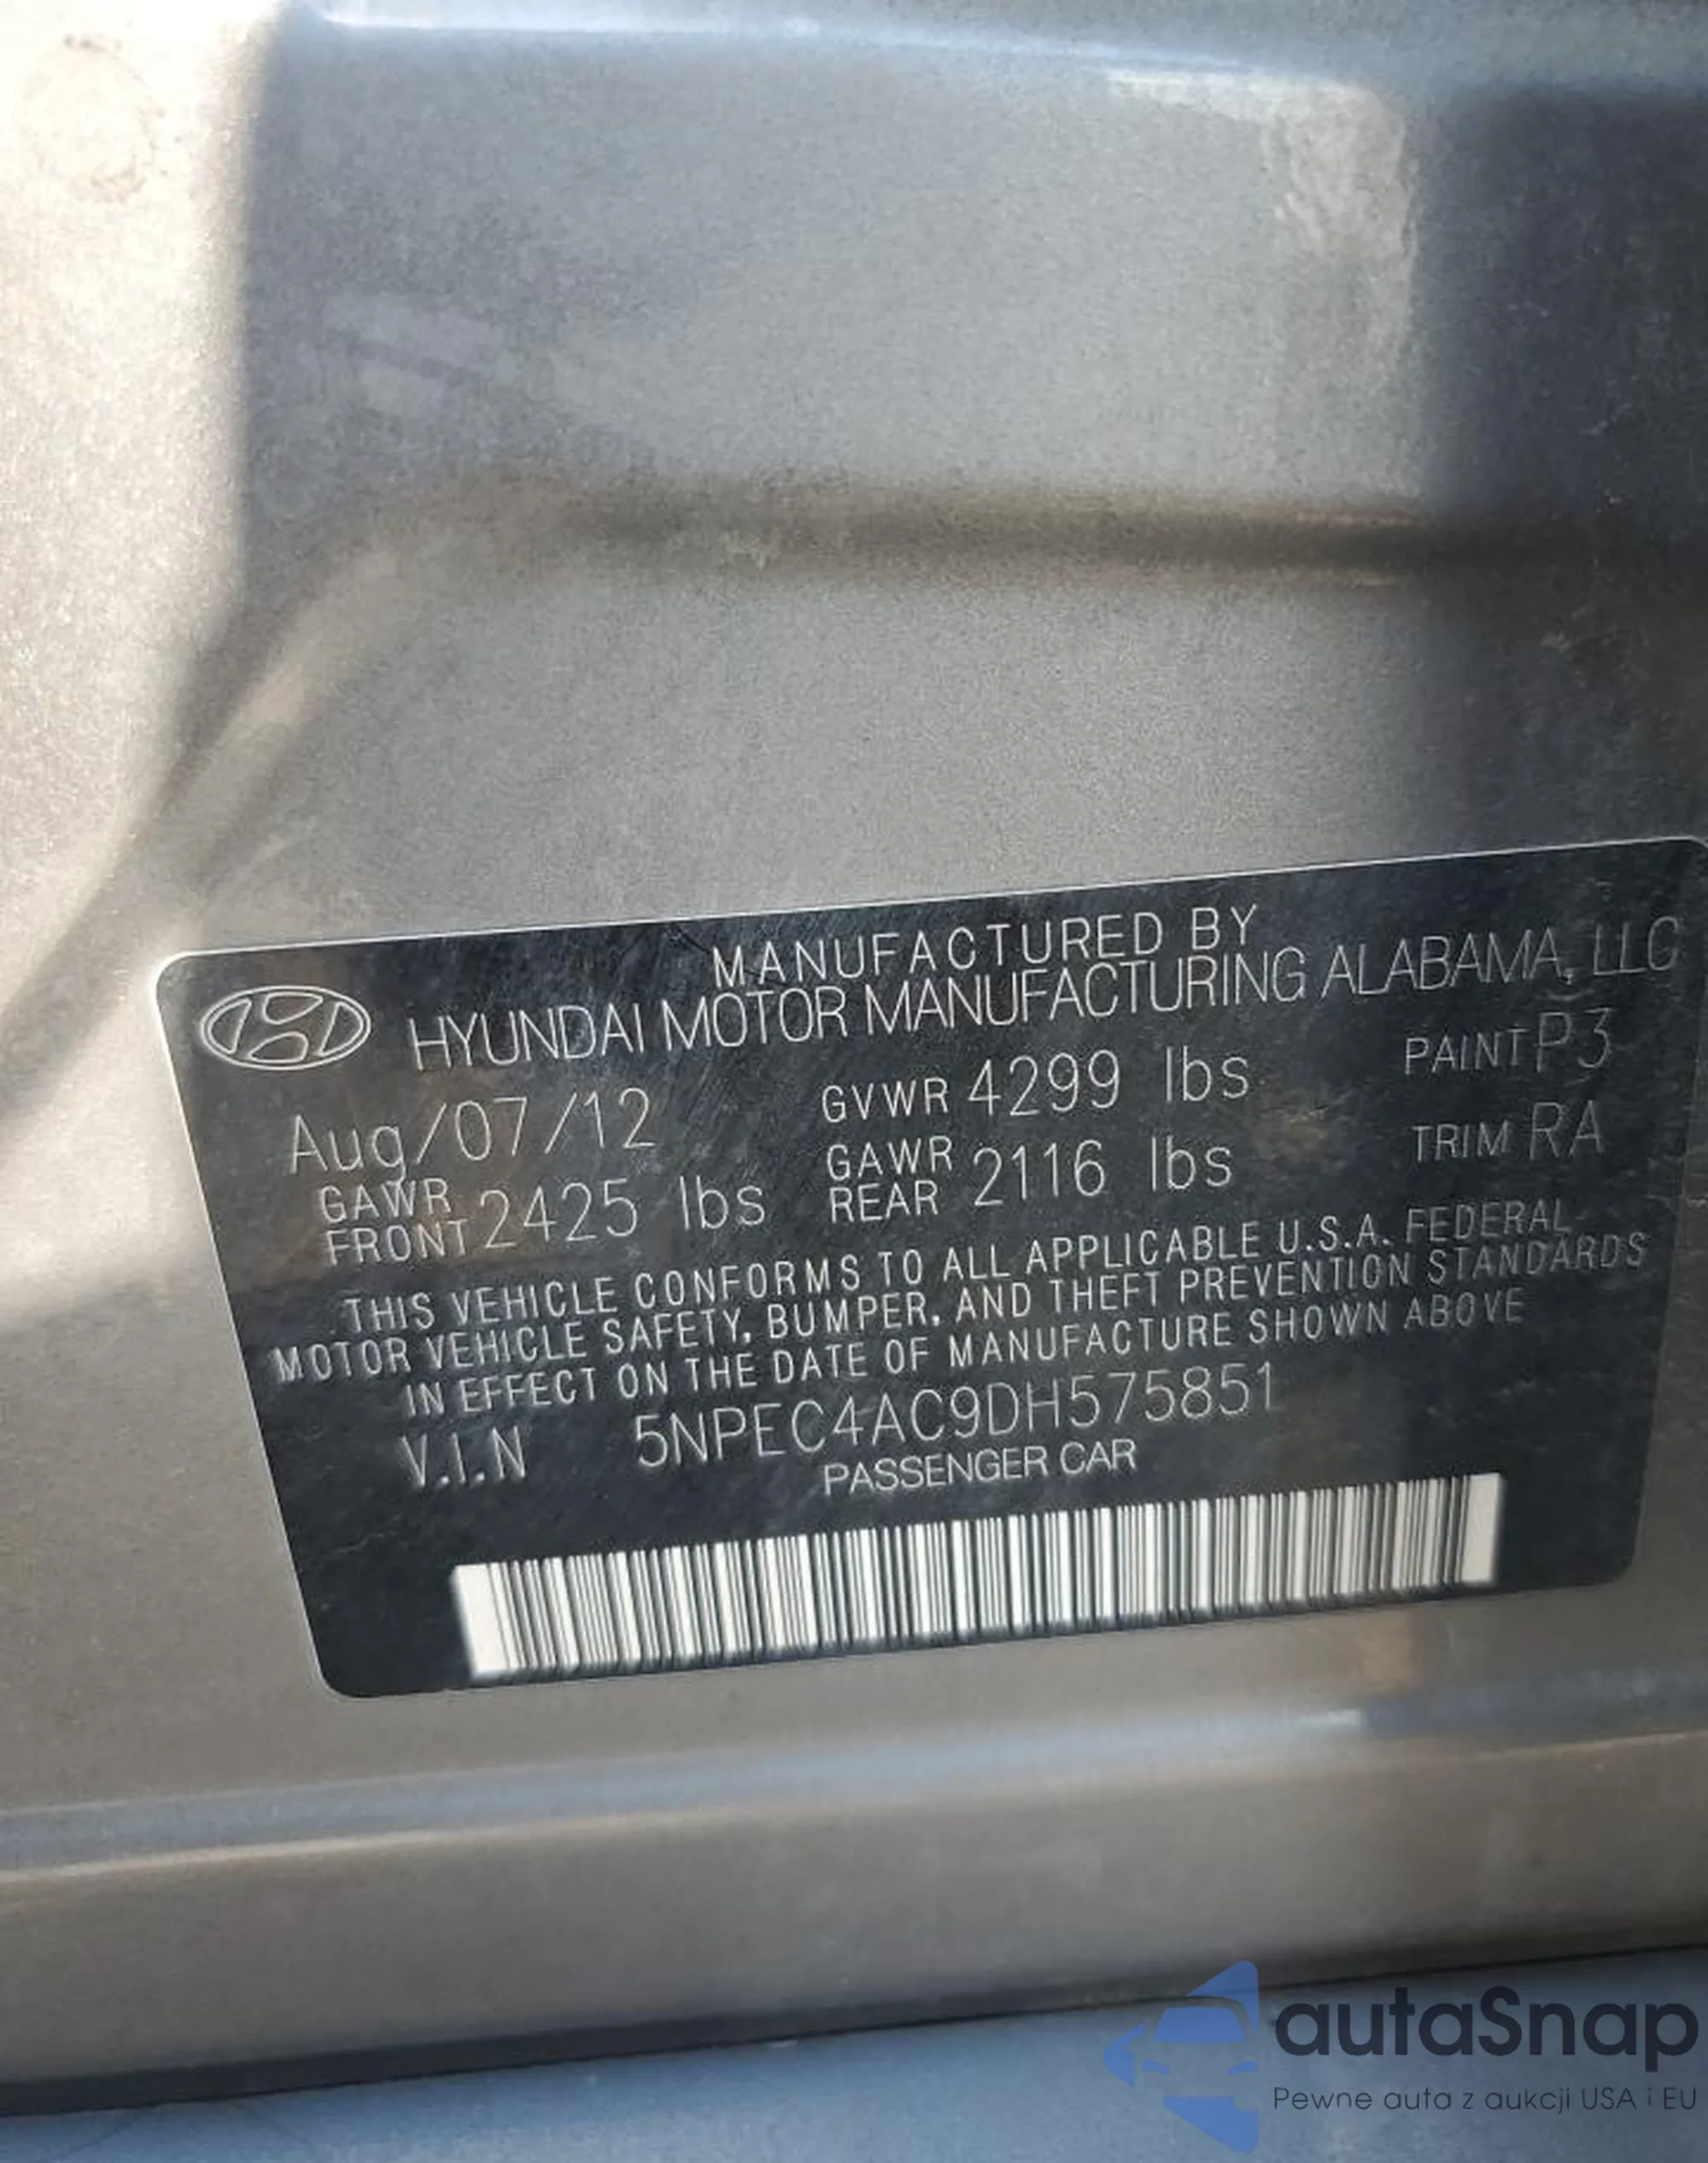 MANUFACTURED BY
HYUNDAI MOTOR MANUFACTURING ALABAMA, LLC
Aug/07/12 GVWR 4299 lbs PAINT P3
GAWR FRONT 2425 lbs GAWR REAR 2116 lbs TRIM RA
THIS VEHICLE CONFORMS TO ALL APPLICABLE U.S.A. FEDERAL
MOTOR VEHICLE SAFETY, BUMPER, AND THEFT PREVENTION STANDARDS
IN EFFECT ON THE DATE OF MANUFACTURE SHOWN ABOVE
V.I.N 5NPEC4AC9DH575851
PASSENGER CAR
autaSnap
Pewne auta z aukcji USA i EU